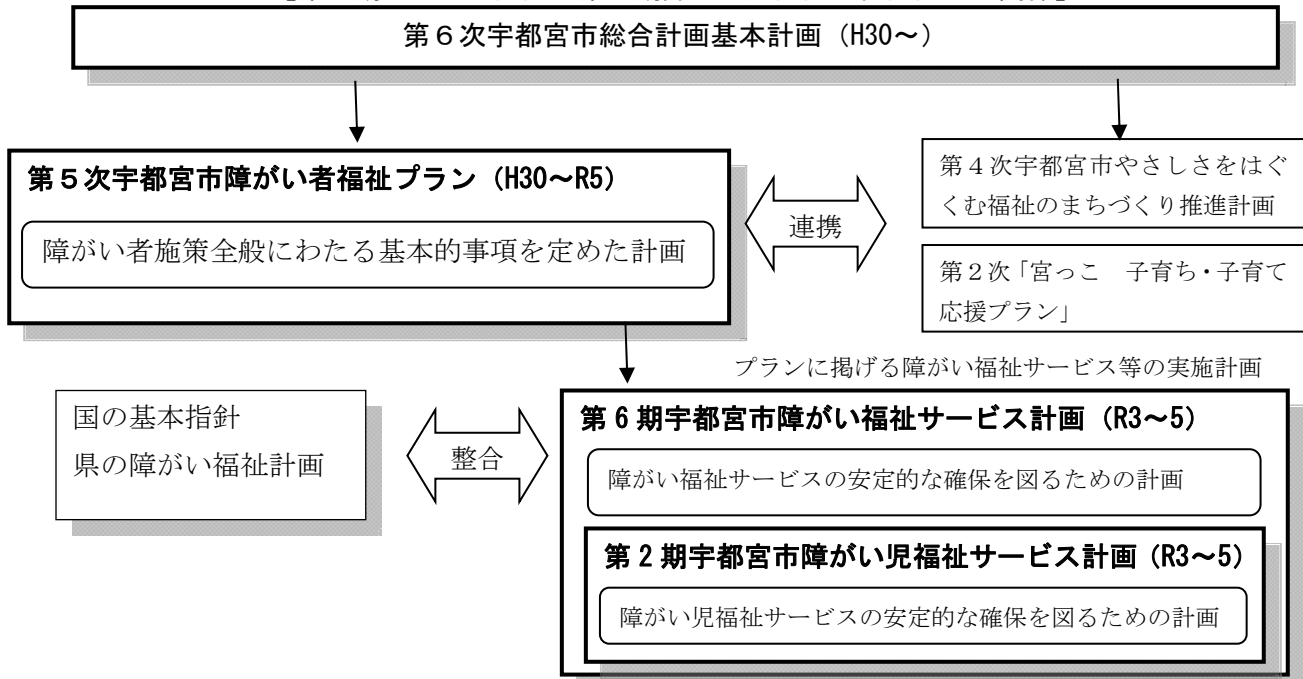 第６次宇都宮市総合計画基本計画（H30～）
第５次宇都宮市障がい者福祉プラン（H30～R5）
障がい者施策全般にわたる基本的事項を定めた計画
連携
第４次宇都宮市やさしさをはぐ
くむ福祉のまちづくり推進計画
第２次「宮っこ　子育ち・子育て
応援プラン」
プランに掲げる障がい福祉サービス等の実施計画
国の基本指針
県の障がい福祉計画
整合
第６期宇都宮市障がい福祉サービス計画（R3～5）
障がい福祉サービスの安定的な確保を図るための計画
第２期宇都宮市障がい児福祉サービス計画（R3～5）
障がい児福祉サービスの安定的な確保を図るための計画